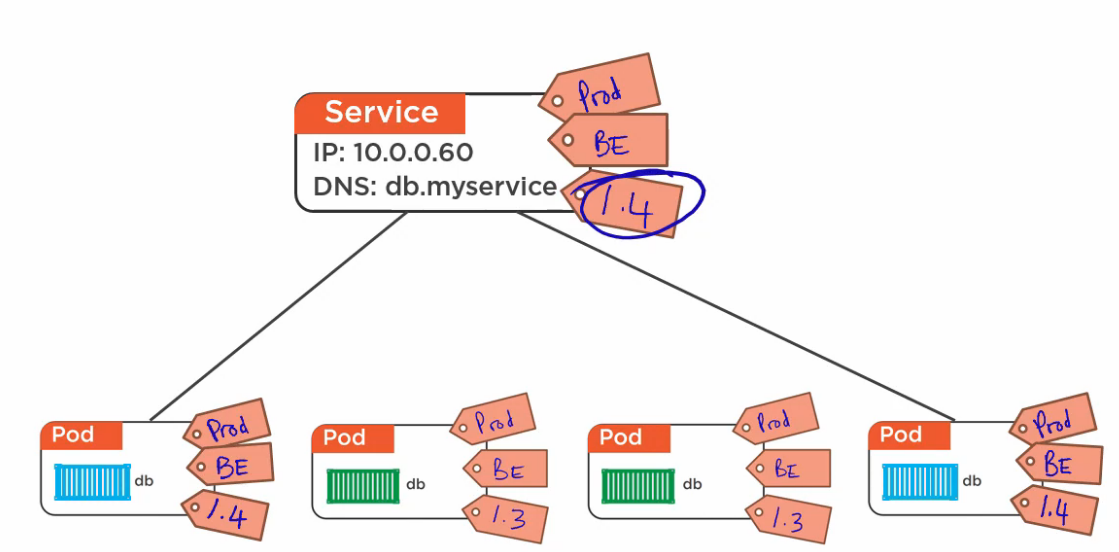 Service
IP: 10.0.0.60
DNS: db.myservice
Prod
BE
1.4
Pod
db
Prod
BE
1.4
Pod
db
Prod
BE
1.3
Pod
db
Prod
BE
1.3
Pod
db
Prod
BE
1.4